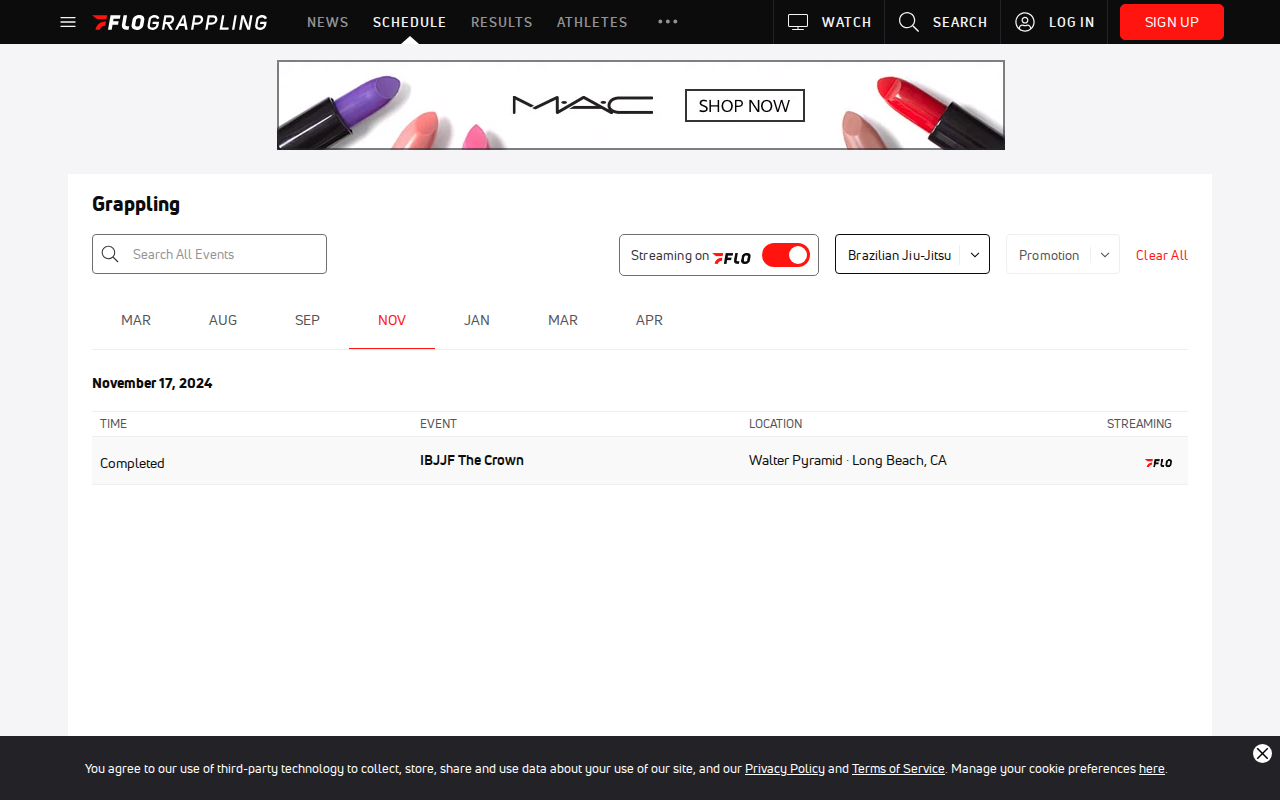 FLOGRAPPLING NEWS SCHEDULE RESULTS ATHLETES WATCH SEARCH LOG IN SIGN UP
MAC SHOP NOW
Grappling
Search All Events Streaming on FLO Brazilian Jiu-Jitsu Promotion Clear All
MAR AUG SEP NOV JAN MAR APR
November 17, 2024
TIME EVENT LOCATION STREAMING
Completed IBJJF The Crown Walter Pyramid · Long Beach, CA FLO
You agree to our use of third-party technology to collect, store, share and use data about your use of our site, and our Privacy Policy and Terms of Service. Manage your cookie preferences here.